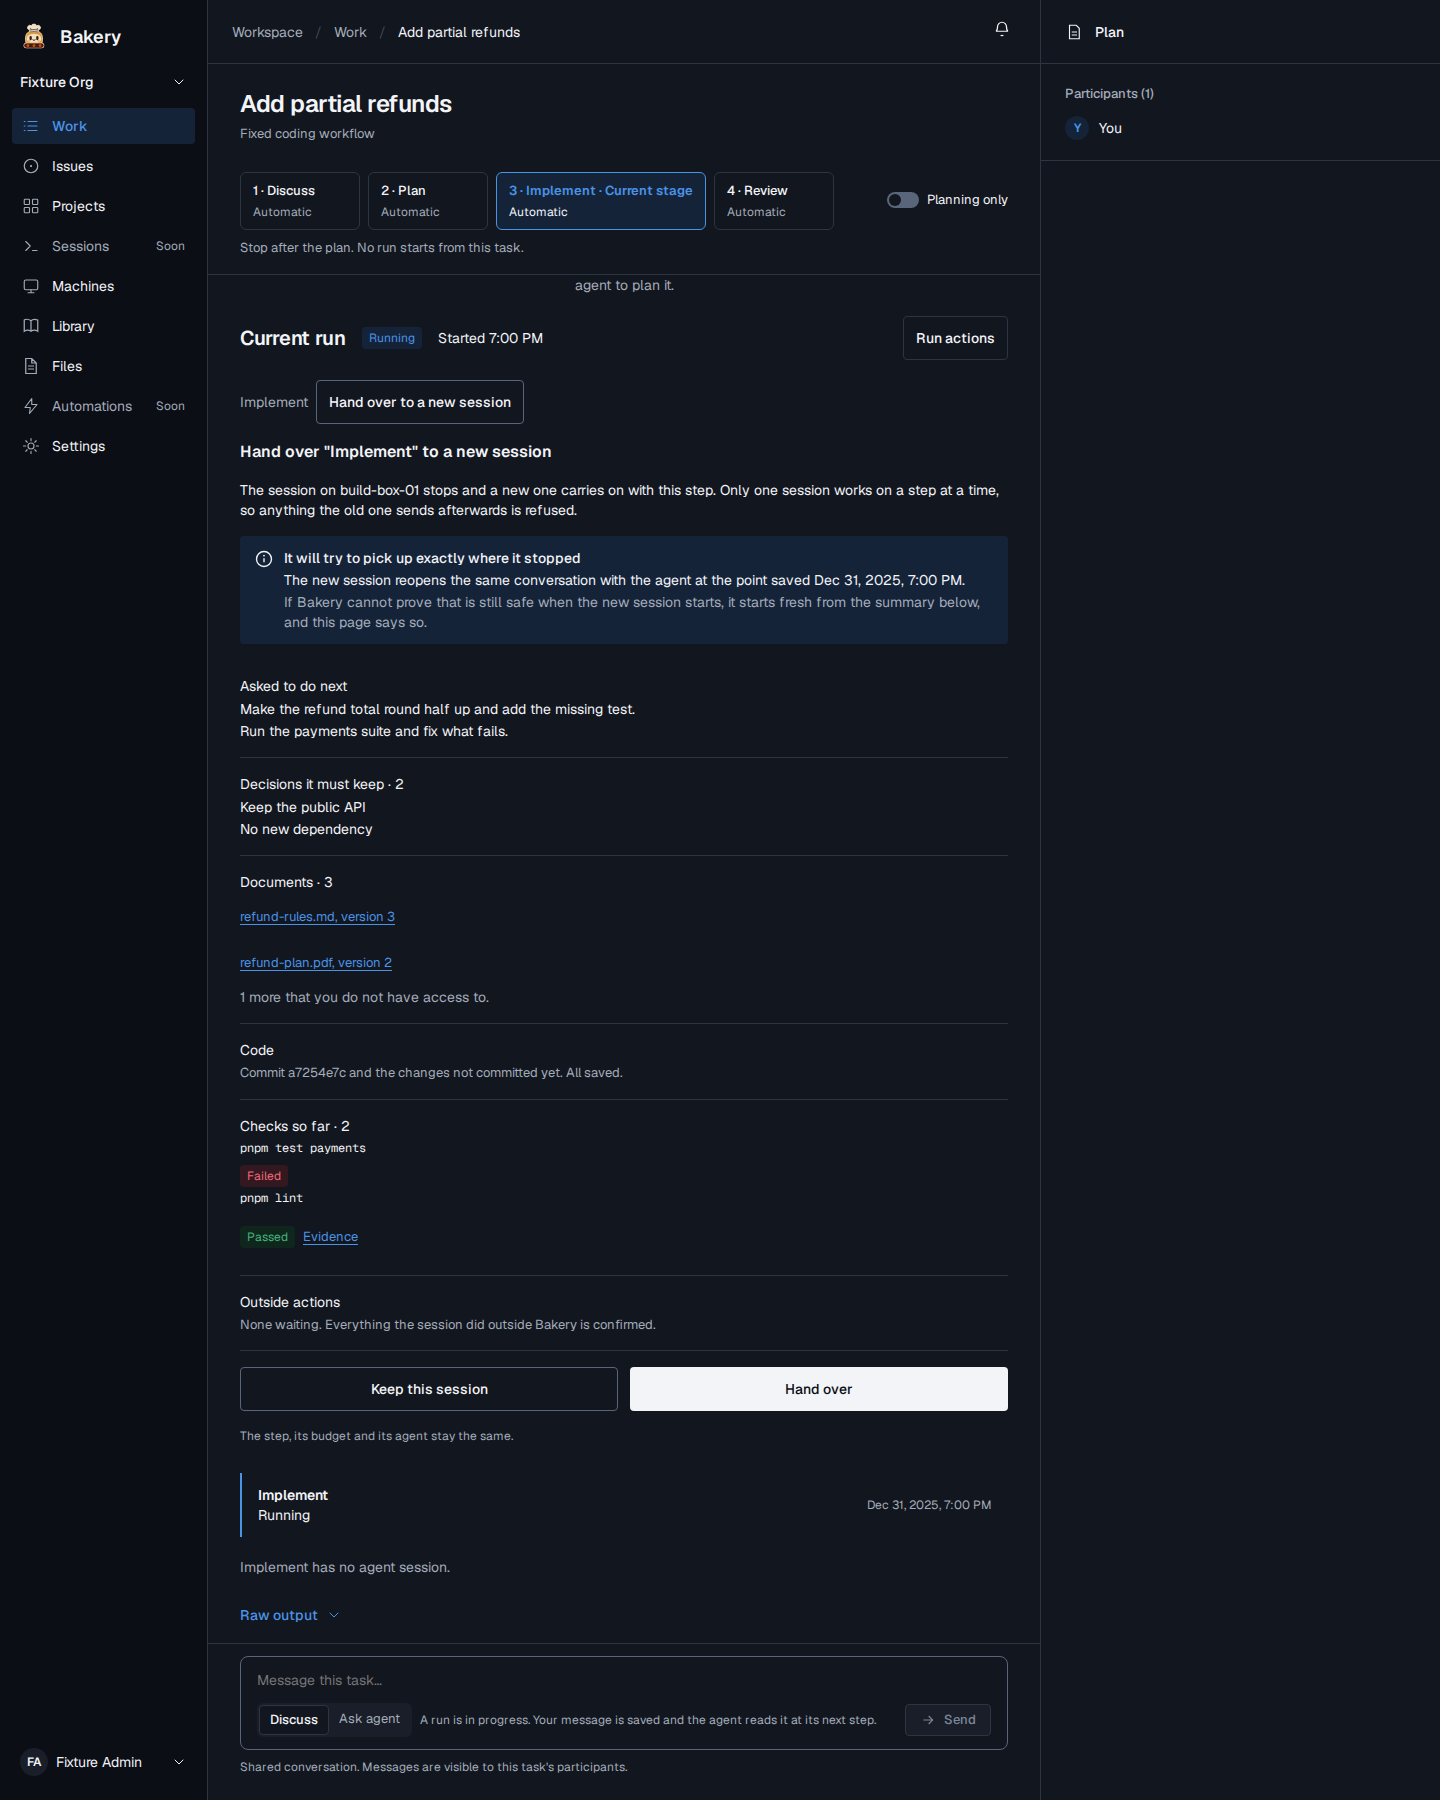 Bakery
Fixture Org
Work
Issues
Projects
Sessions Soon
Machines
Library
Files
Automations Soon
Settings
FA Fixture Admin
Workspace / Work / Add partial refunds
Add partial refunds
Fixed coding workflow
1 · Discuss
Automatic
2 · Plan
Automatic
3 · Implement · Current stage
Automatic
4 · Review
Automatic
Planning only
Stop after the plan. No run starts from this task.
agent to plan it.
Current run Running Started 7:00 PM
Run actions
Implement Hand over to a new session
Hand over "Implement" to a new session
The session on build-box-01 stops and a new one carries on with this step. Only one session works on a step at a time,
so anything the old one sends afterwards is refused.
It will try to pick up exactly where it stopped
The new session reopens the same conversation with the agent at the point saved Dec 31, 2025, 7:00 PM.
If Bakery cannot prove that is still safe when the new session starts, it starts fresh from the summary below,
and this page says so.
Asked to do next
Make the refund total round half up and add the missing test.
Run the payments suite and fix what fails.
Decisions it must keep · 2
Keep the public API
No new dependency
Documents · 3
refund-rules.md, version 3
refund-plan.pdf, version 2
1 more that you do not have access to.
Code
Commit a7254e7c and the changes not committed yet. All saved.
Checks so far · 2
pnpm test payments
Failed
pnpm lint
Passed Evidence
Outside actions
None waiting. Everything the session did outside Bakery is confirmed.
Keep this session
Hand over
The step, its budget and its agent stay the same.
Implement
Running
Dec 31, 2025, 7:00 PM
Implement has no agent session.
Raw output
Message this task...
Discuss Ask agent A run is in progress. Your message is saved and the agent reads it at its next step. Send
Shared conversation. Messages are visible to this task's participants.
Plan
Participants (1)
Y You